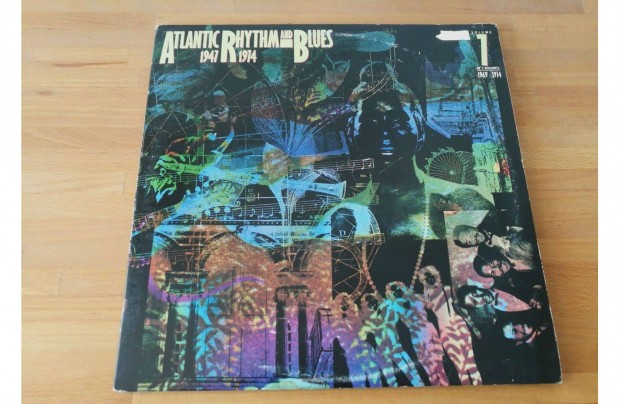 ATLANTIC RHYTHM AND BLUES
1947 1974
VOLUME
7
1969 1974